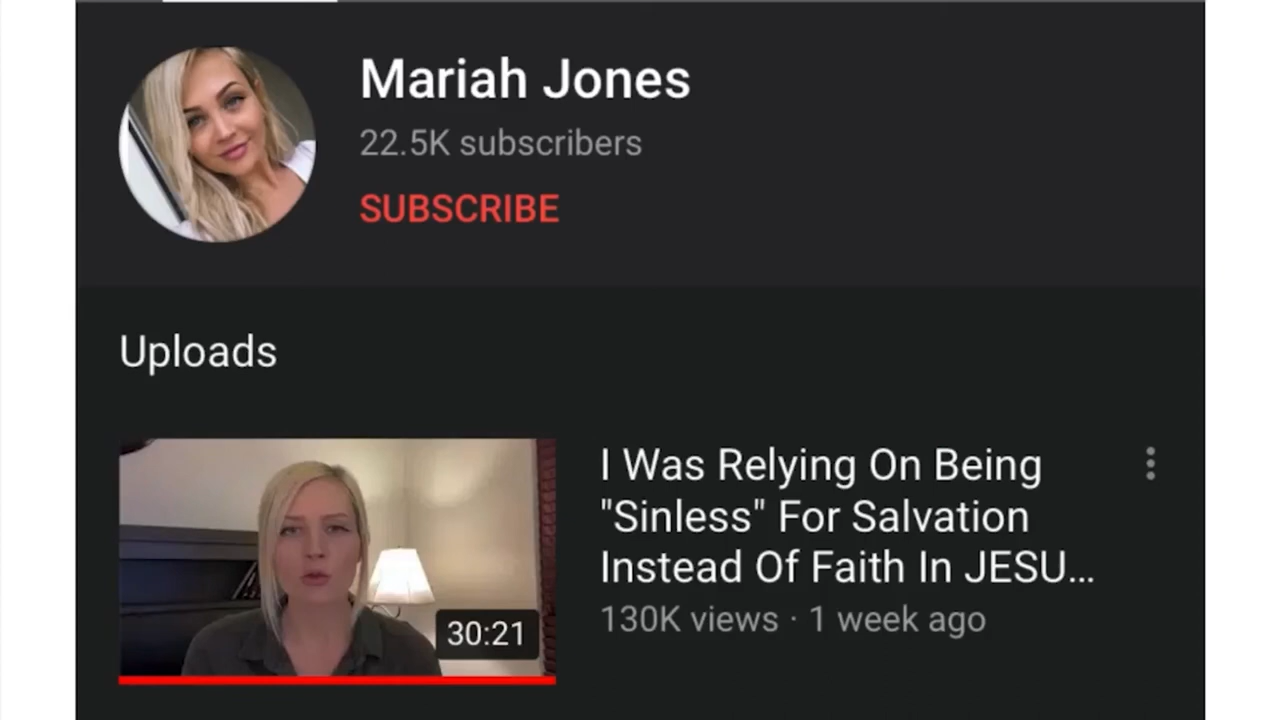 Mariah Jones
22.5K subscribers
SUBSCRIBE
Uploads
I Was Relying On Being
"Sinless" For Salvation
Instead Of Faith In JESU...
130K views · 1 week ago
30:21